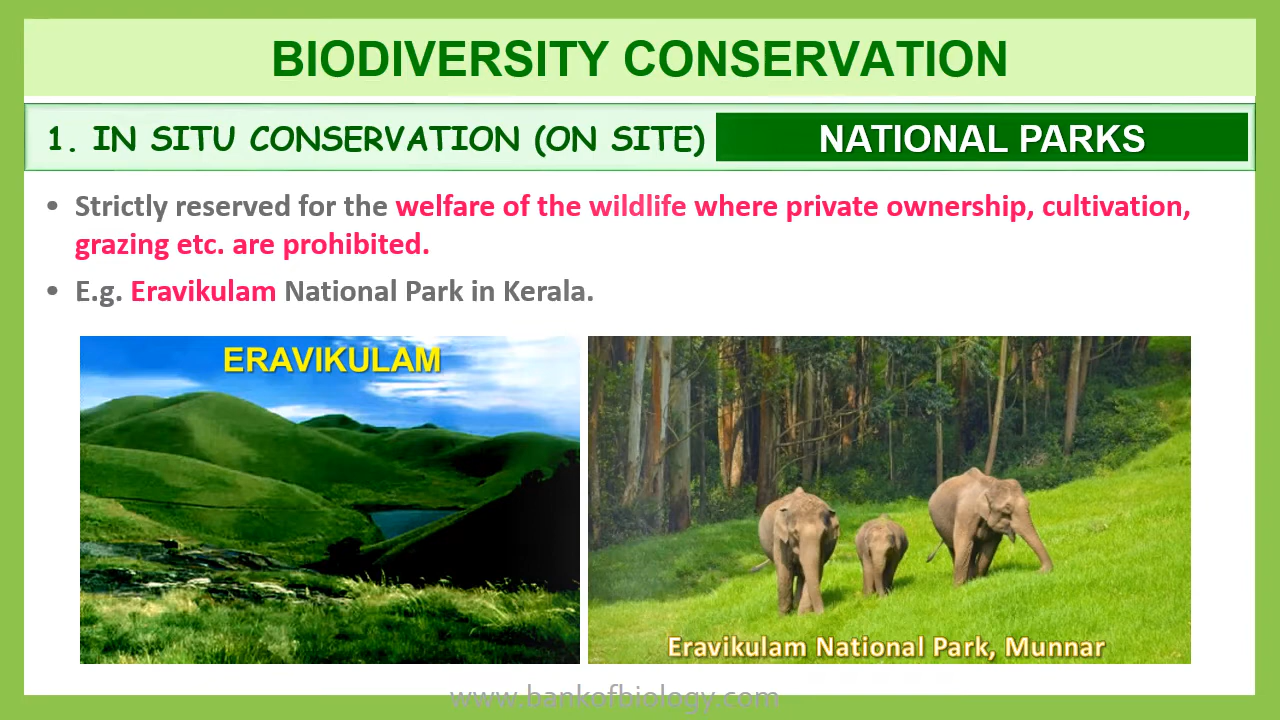 BIODIVERSITY CONSERVATION
1. IN SITU CONSERVATION (ON SITE)
NATIONAL PARKS
• Strictly reserved for the welfare of the wildlife where private ownership, cultivation,
grazing etc. are prohibited.
• E.g. Eravikulam National Park in Kerala.
ERAVIKULAM
Eravikulam National Park, Munnar
www.bankofbiology.com